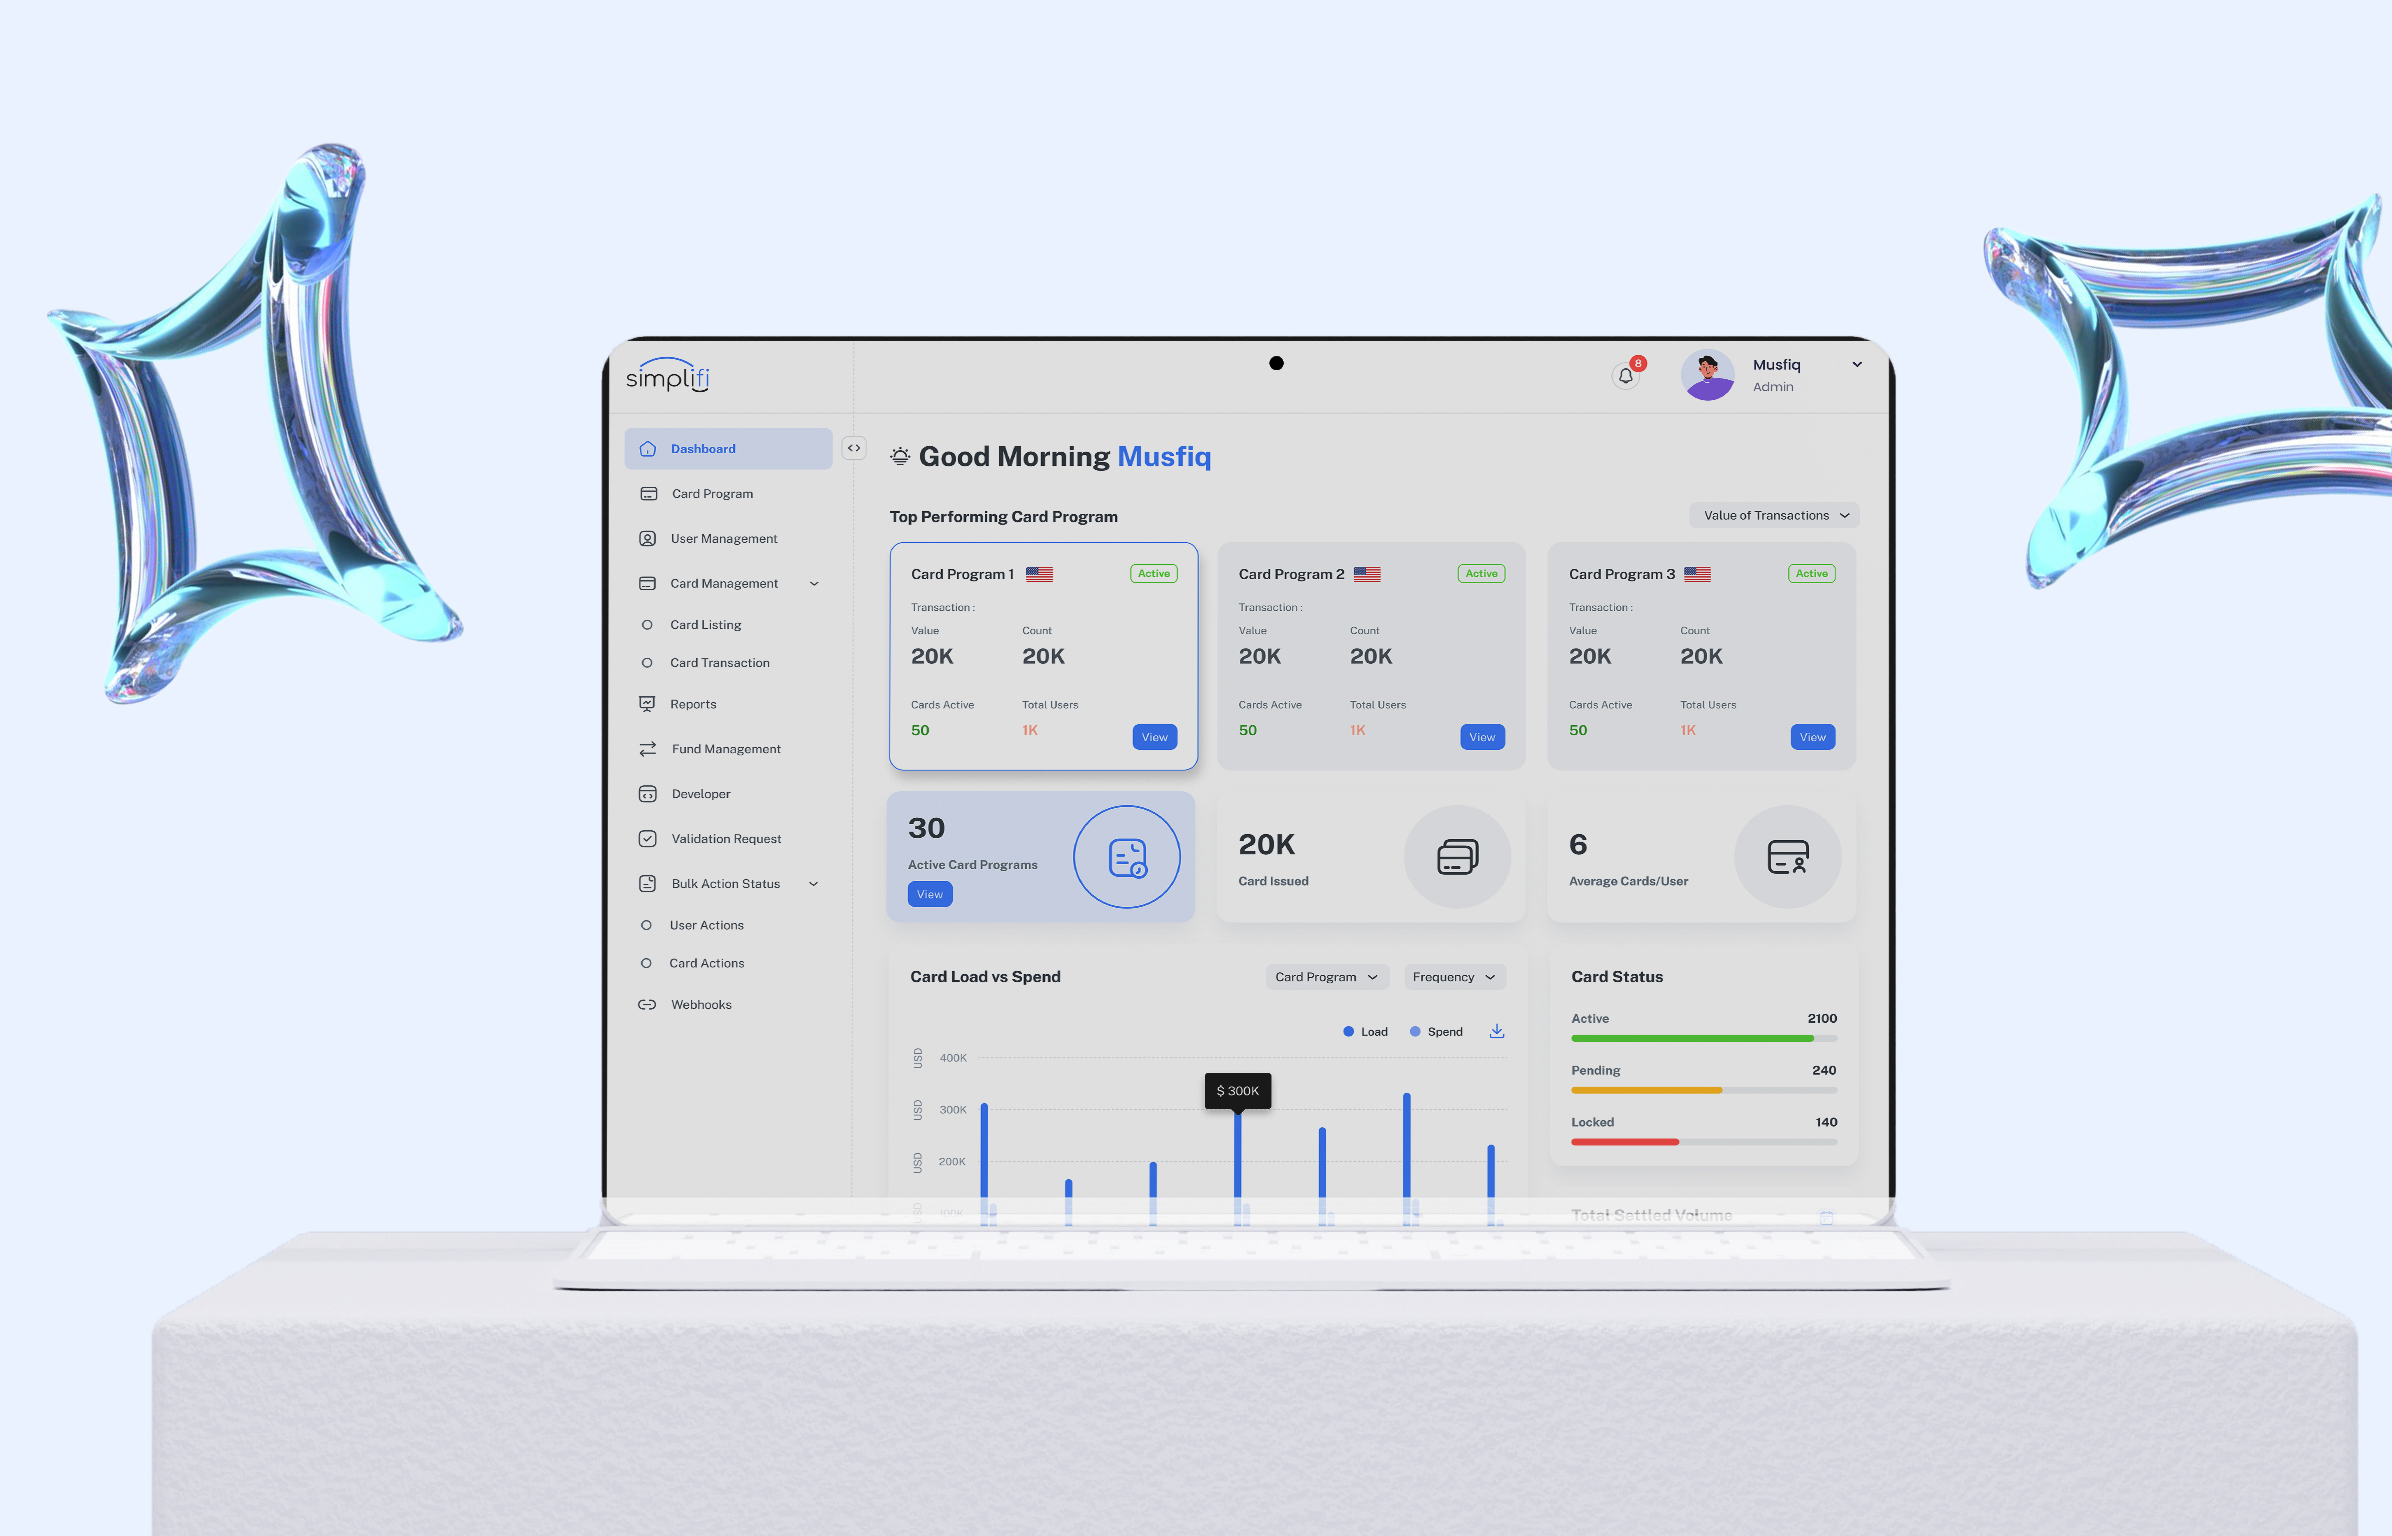 simplifi
8
Musfiq
Admin
Dashboard
Card Program
User Management
Card Management
Card Listing
Card Transaction
Reports
Fund Management
Developer
Validation Request
Bulk Action Status
User Actions
Card Actions
Webhooks
Good Morning Musfiq
Top Performing Card Program
Value of Transactions
Card Program 1
Active
Transaction :
Value Count
20K 20K
Cards Active Total Users
50 1K
View
Card Program 2
Active
Transaction :
Value Count
20K 20K
Cards Active Total Users
50 1K
View
Card Program 3
Active
Transaction :
Value Count
20K 20K
Cards Active Total Users
50 1K
View
30
Active Card Programs
View
20K
Card Issued
6
Average Cards/User
Card Load vs Spend
Card Program
Frequency
Load Spend
USD 400K
$ 300K
USD 300K
USD 200K
USD 100K
Card Status
Active 2100
Pending 240
Locked 140
Total Settled Volume